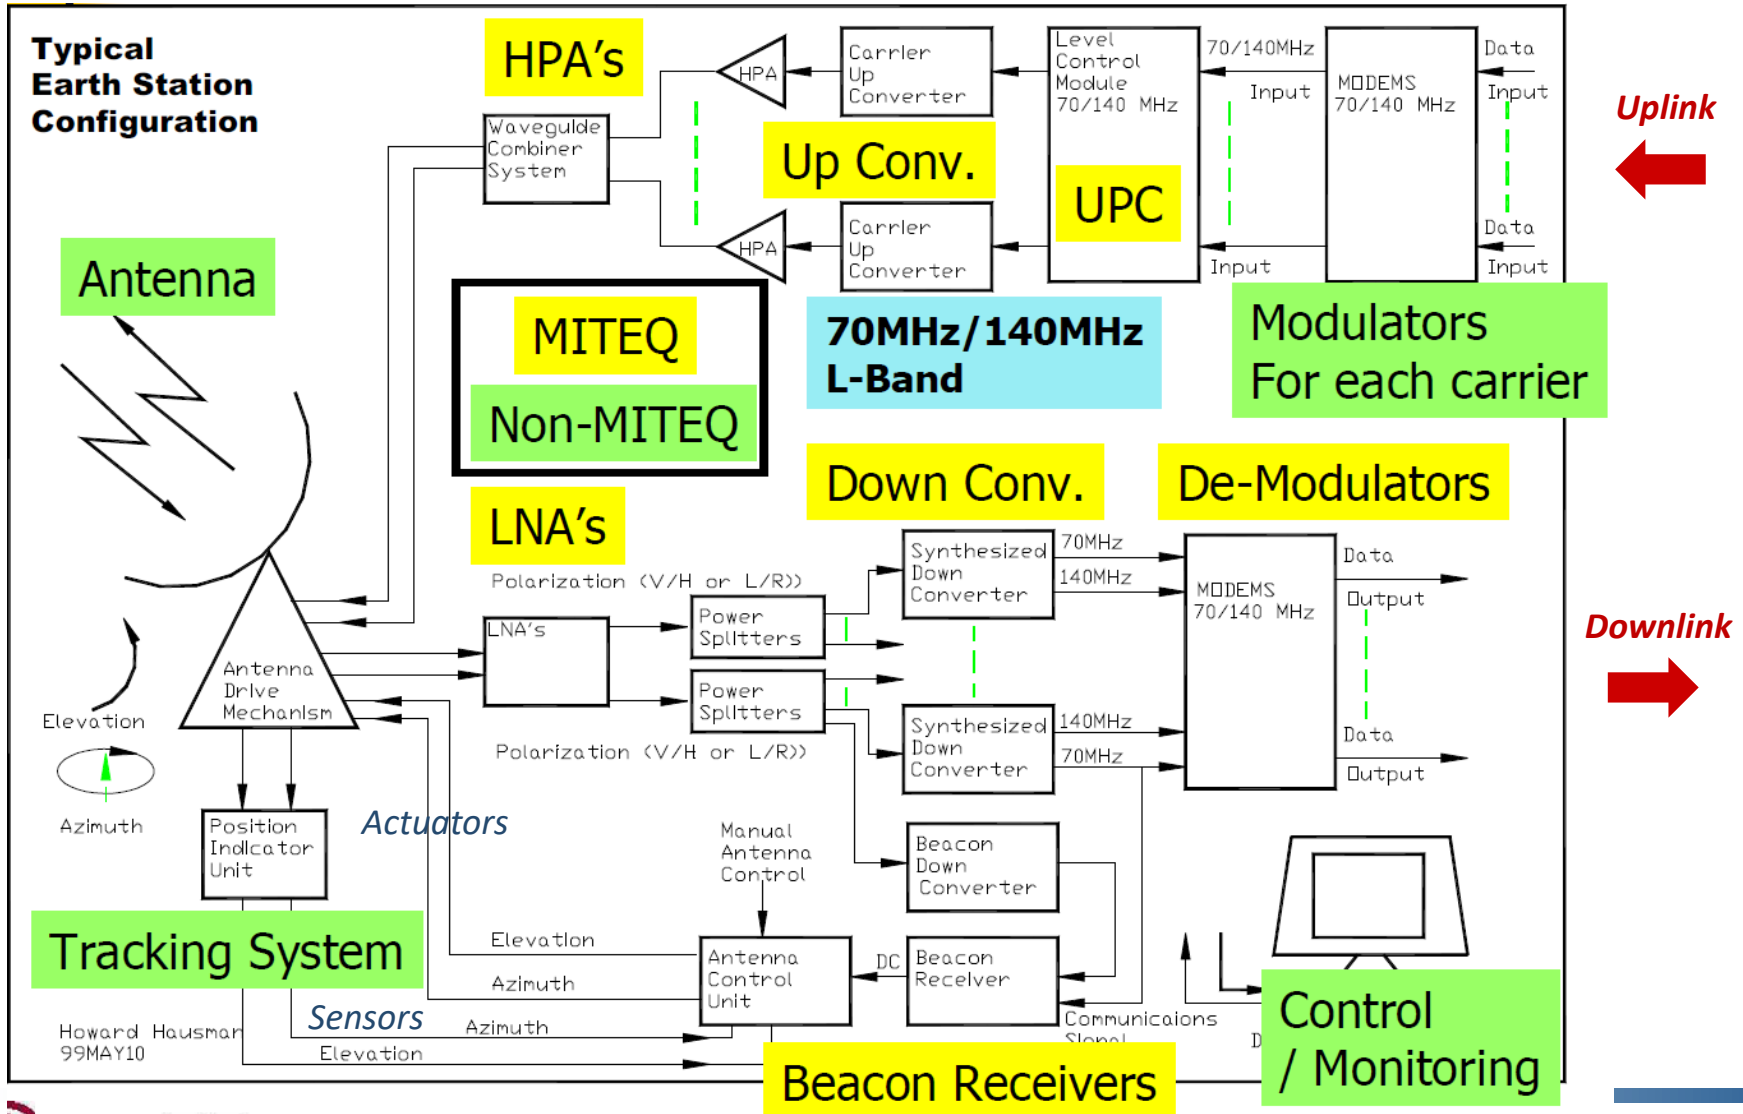 Typical
Earth Station
Configuration
HPA's
HPA
Carrier
Up
Converter
Level
Control
Module
70/140 MHz
70/140MHz
Input
MODEMS
70/140 MHz
Data
Input
Uplink
Waveguide
Combiner
System
Up Conv.
UPC
HPA
Carrier
Up
Converter
Input
Data
Input
Antenna
MITEQ
Non-MITEQ
70MHz/140MHz
L-Band
Modulators
For each carrier
LNA's
Down Conv.
De-Modulators
Polarization (V/H or L/R))
LNA's
Power
Splitters
Synthesized
Down
Converter
70MHz
140MHz
MODEMS
70/140 MHz
Data
Output
Downlink
Antenna
Drive
Mechanism
Power
Splitters
Polarization (V/H or L/R))
Synthesized
Down
Converter
140MHz
70MHz
Data
Output
Elevation
Azimuth
Position
Indicator
Unit
Actuators
Manual
Antenna
Control
Beacon
Down
Converter
Tracking System
Elevation
Azimuth
Antenna
Control
Unit
DC
Beacon
Receiver
Sensors
Azimuth
Elevation
Howard Hausman
99MAY10
Communicaions
Signal
Beacon Receivers
Control
/ Monitoring